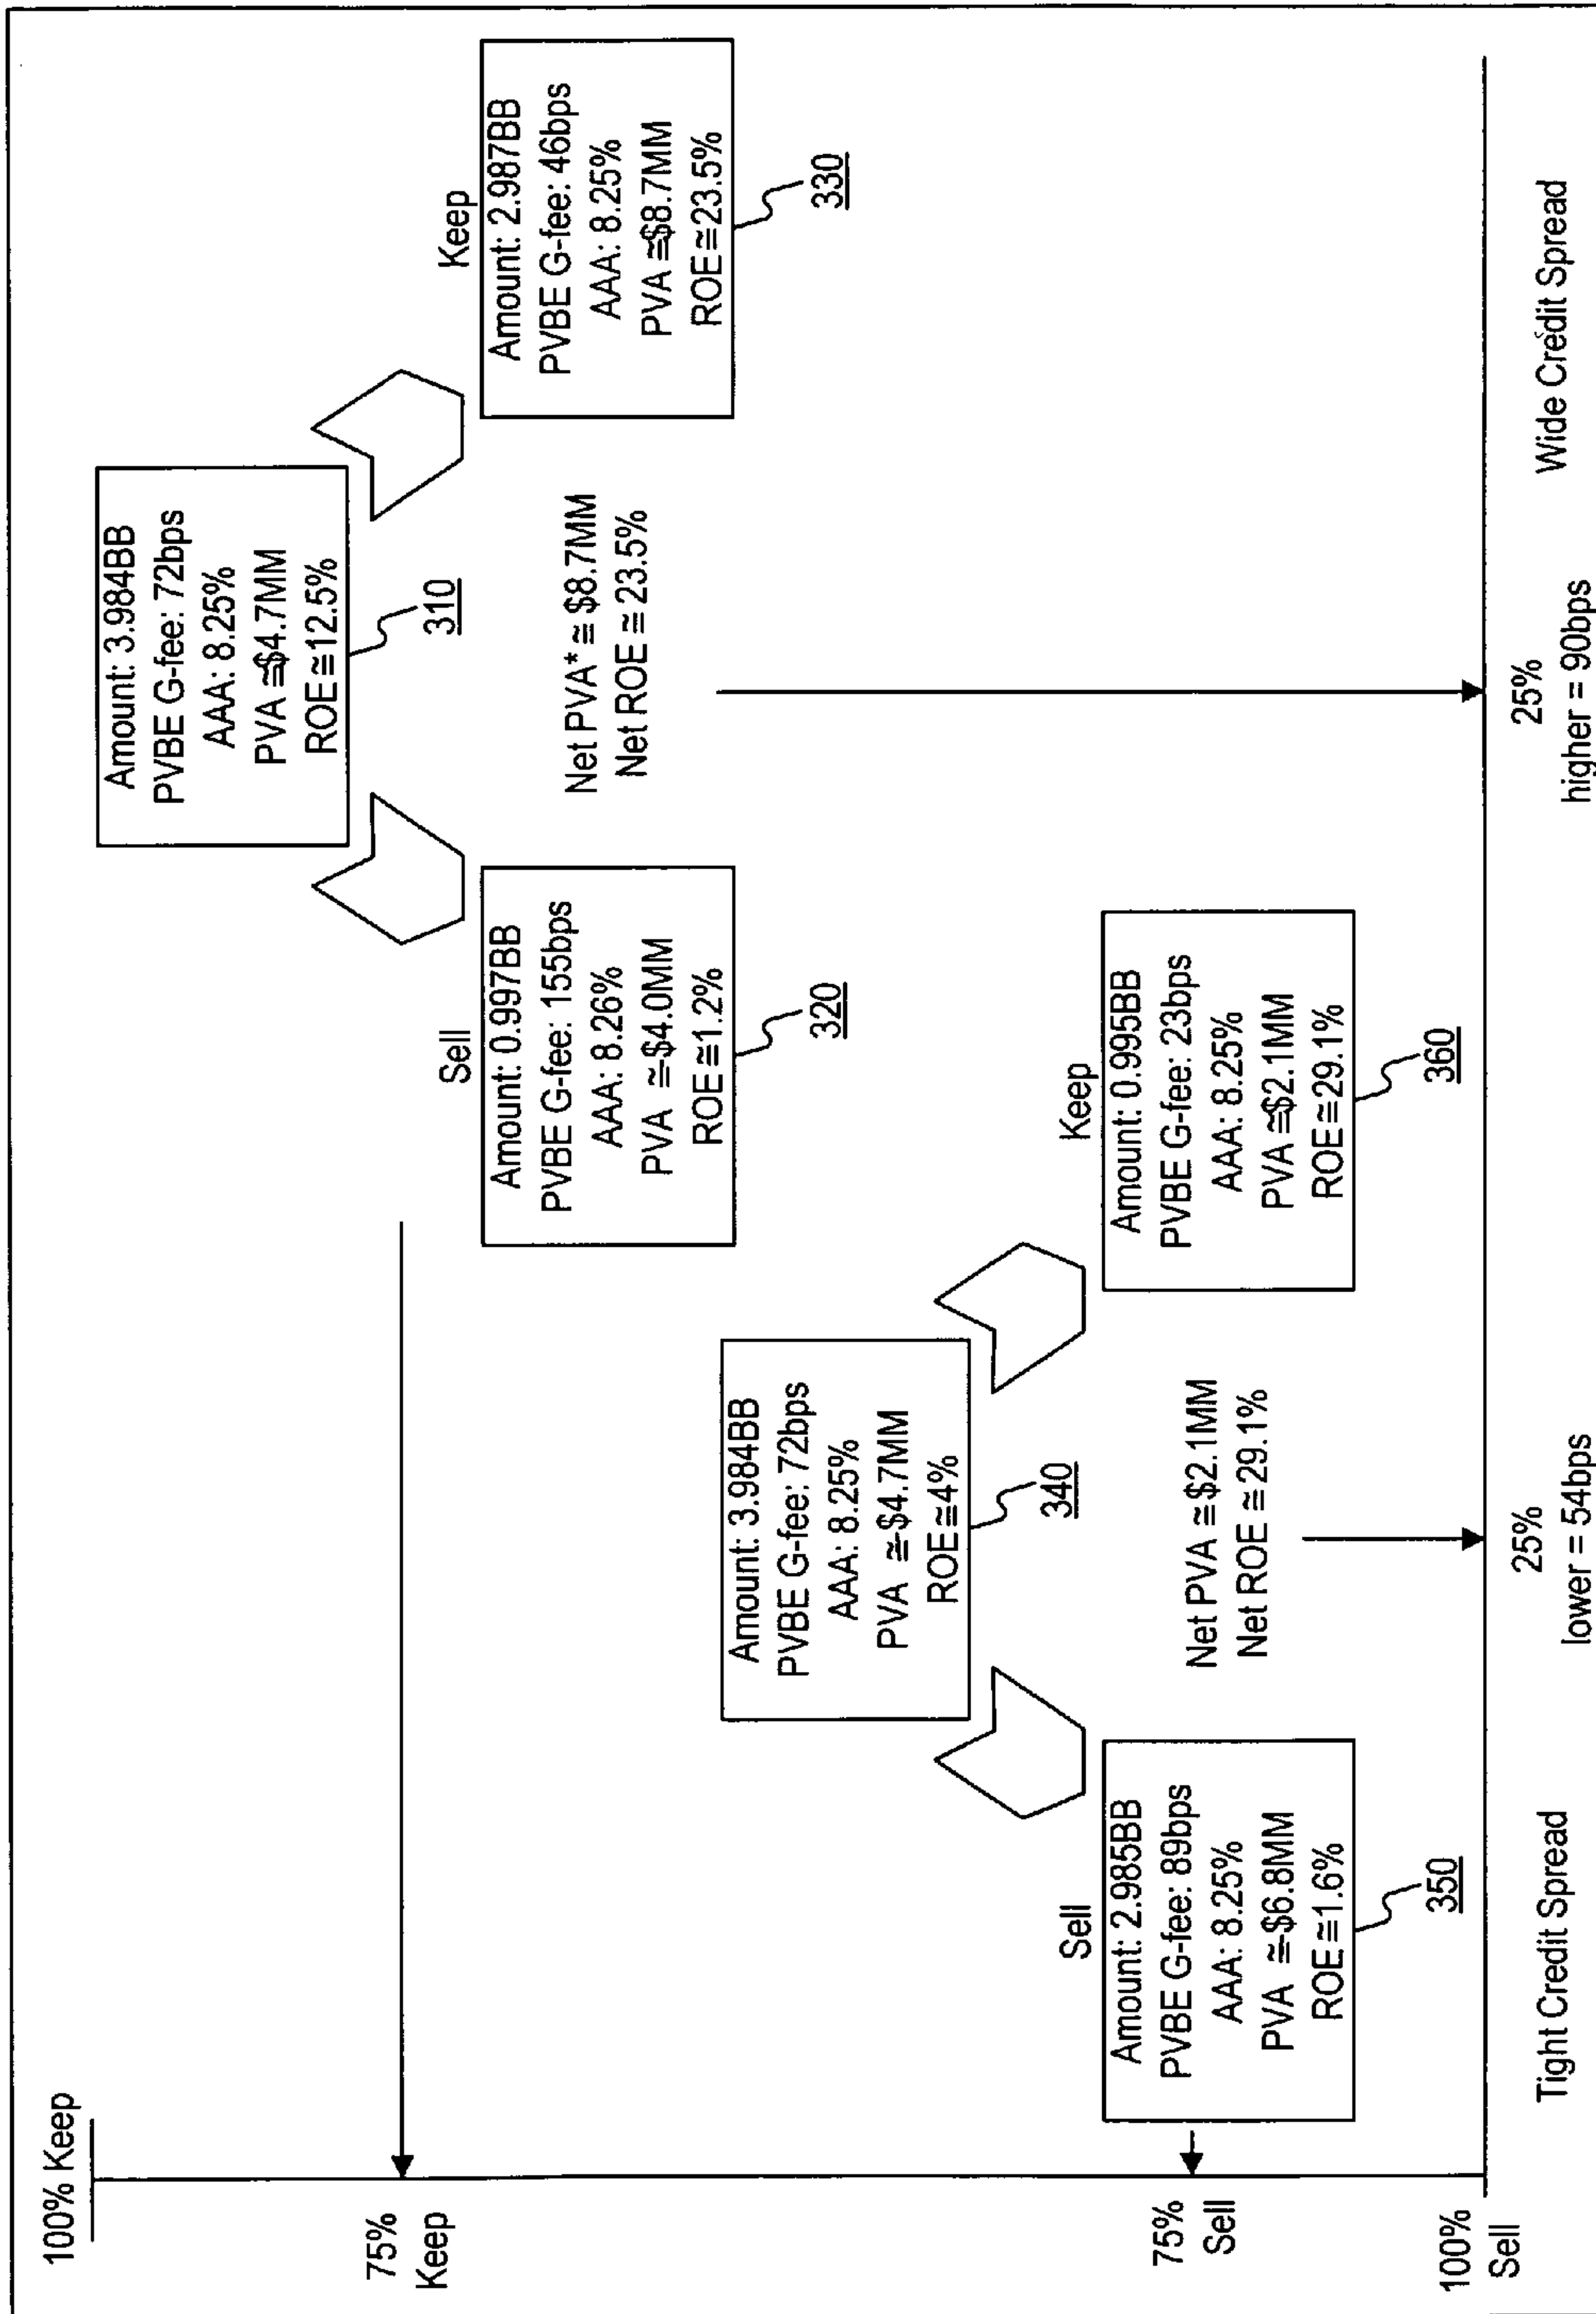 100% Keep
75%
Keep
75%
Sell
100%
Sell
Amount: 3.984BB
PVBE G-fee: 72bps
AAA: 8.25%
PVA ≅$4.7MM
ROE≅12.5%
310
Sell
Amount: 0.997BB
PVBE G-fee: 155bps
AAA: 8.26%
PVA ≅-$4.0MM
ROE≅1.2%
320
Net PVA* ≅ $8.7MM
Net ROE ≅ 23.5%
Keep
Amount: 2.987BB
PVBE G-fee: 46bps
AAA: 8.25%
PVA ≅$8.7MM
ROE≅23.5%
330
Amount: 3.984BB
PVBE G-fee: 72bps
AAA: 8.25%
PVA ≅-$4.7MM
ROE≅4%
340
Sell
Amount: 2.985BB
PVBE G-fee: 89bps
AAA: 8.25%
PVA ≅-$6.8MM
ROE≅1.6%
350
Net PVA ≅$2.1MM
Net ROE ≅29.1%
Keep
Amount: 0.995BB
PVBE G-fee: 23bps
AAA: 8.25%
PVA ≅$2.1MM
ROE≅29.1%
360
Tight Credit Spread
25%
lower = 54bps
25%
higher = 90bps
Wide Credit Spread